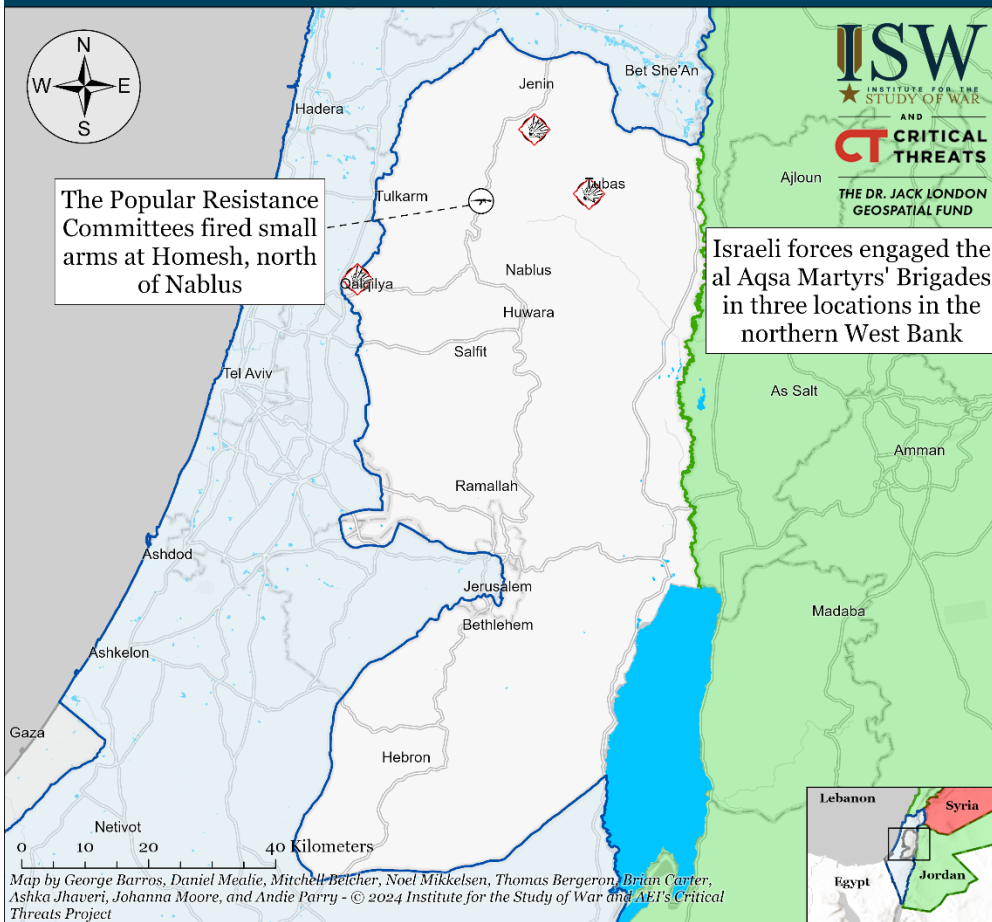 N
W
E
S
ISW
INSTITUTE FOR THE
STUDY OF WAR
AND
CT CRITICAL
THREATS
THE DR. JACK LONDON
GEOSPATIAL FUND
The Popular Resistance
Committees fired small
arms at Homesh, north
of Nablus
Israeli forces engaged the
al Aqsa Martyrs' Brigades
in three locations in the
northern West Bank
Jenin
Bet She'An
Hadera
Ajloun
Tubas
Tulkarm
Nablus
Qalqilya
Huwara
Salfit
Tel Aviv
As Salt
Amman
Ramallah
Ashdod
Jerusalem
Madaba
Bethlehem
Ashkelon
Gaza
Hebron
Netivot
0 10 20 40 Kilometers
Lebanon
Syria
Egypt
Jordan
Map by George Barros, Daniel Mealie, Mitchell Belcher, Noel Mikkelsen, Thomas Bergeron, Brian Carter,
Ashka Jhaveri, Johanna Moore, and Andie Parry - © 2024 Institute for the Study of War and AEI's Critical
Threats Project